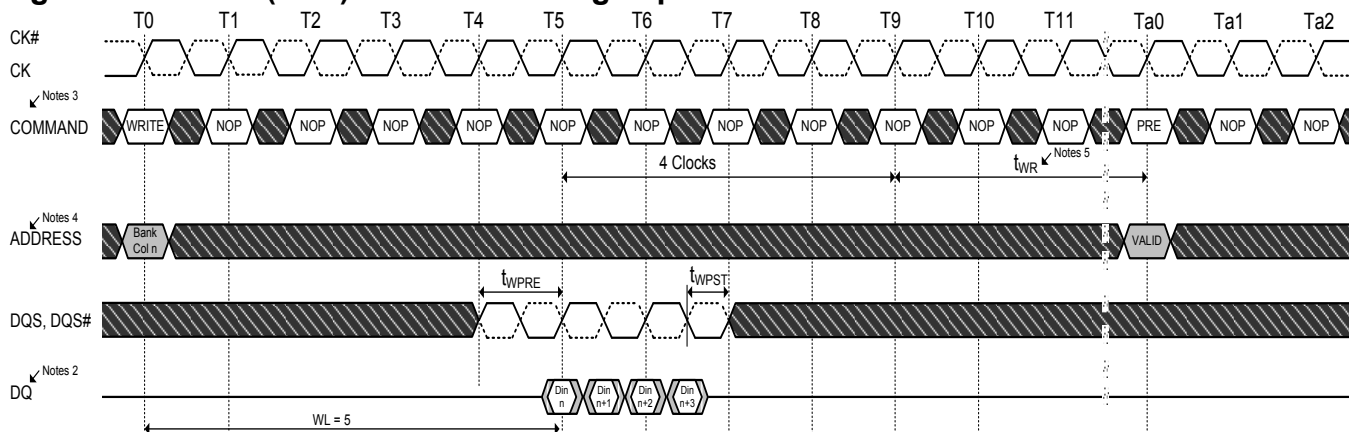 (    )
T0 T1 T2 T3 T4 T5 T6 T7 T8 T9 T10 T11 Ta0 Ta1 Ta2
CK#
CK
Notes 3
COMMAND WRITE NOP NOP NOP NOP NOP NOP NOP NOP NOP NOP NOP PRE NOP NOP
4 Clocks tWR Notes 5
Notes 4
ADDRESS Bank Col n VALID
tWPRE tWPST
DQS, DQS#
Notes 2
DQ Din n Din n+1 Din n+2 Din n+3
WL = 5